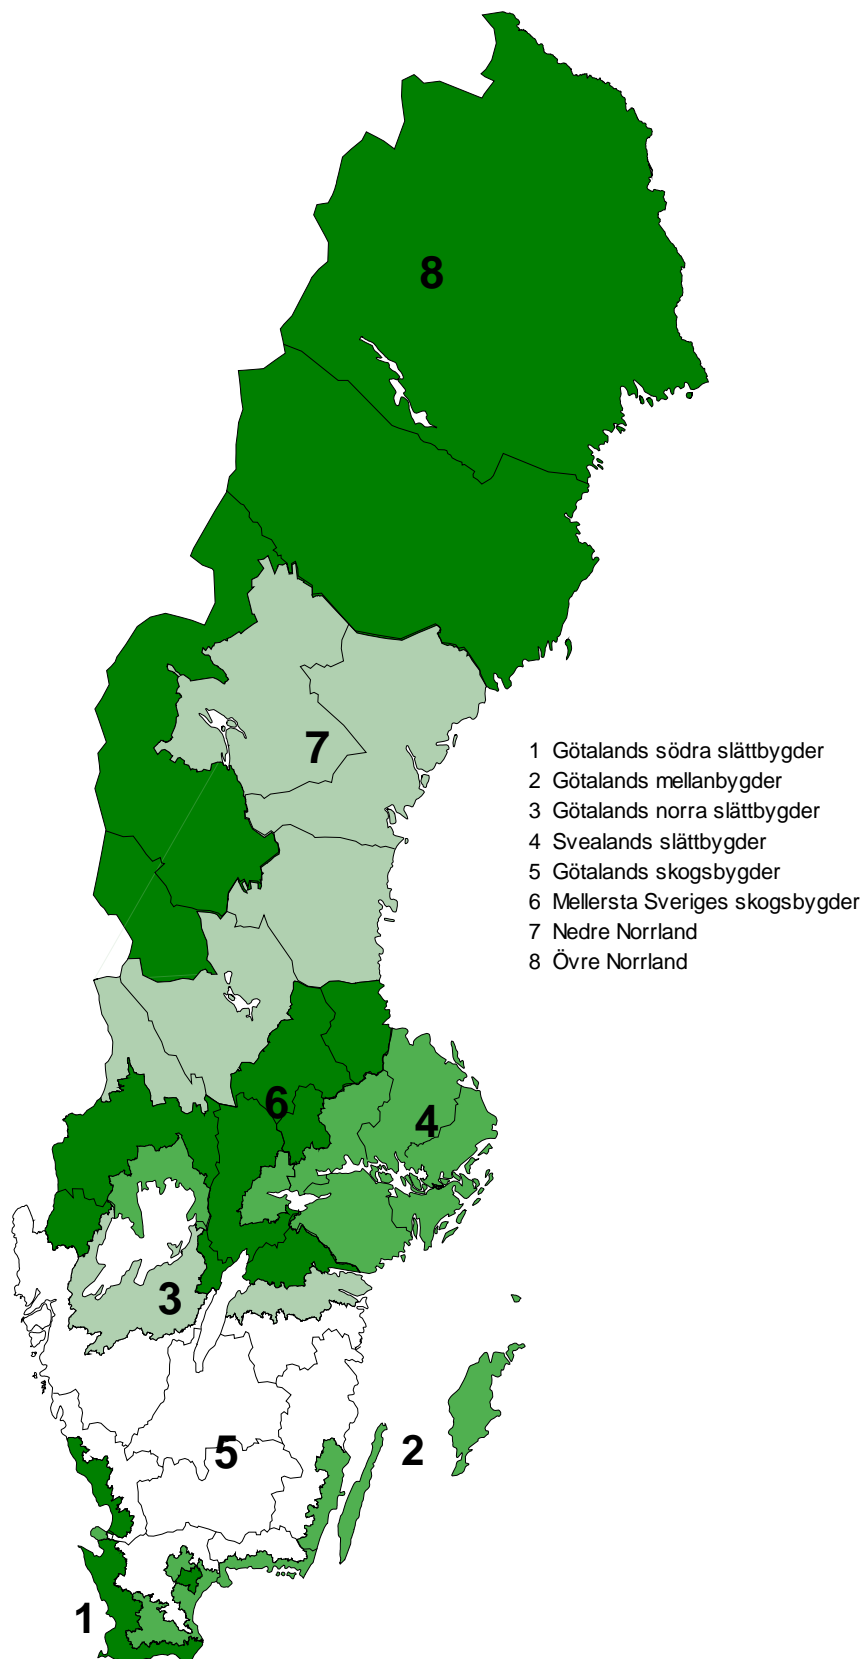 8
7
1 Götalands södra slättbygder
2 Götalands mellanbygder
3 Götalands norra slättbygder
4 Svealands slättbygder
5 Götalands skogsbygder
6 Mellersta Sveriges skogsbygder
7 Nedre Norrland
8 Övre Norrland
6
4
3
5
2
1